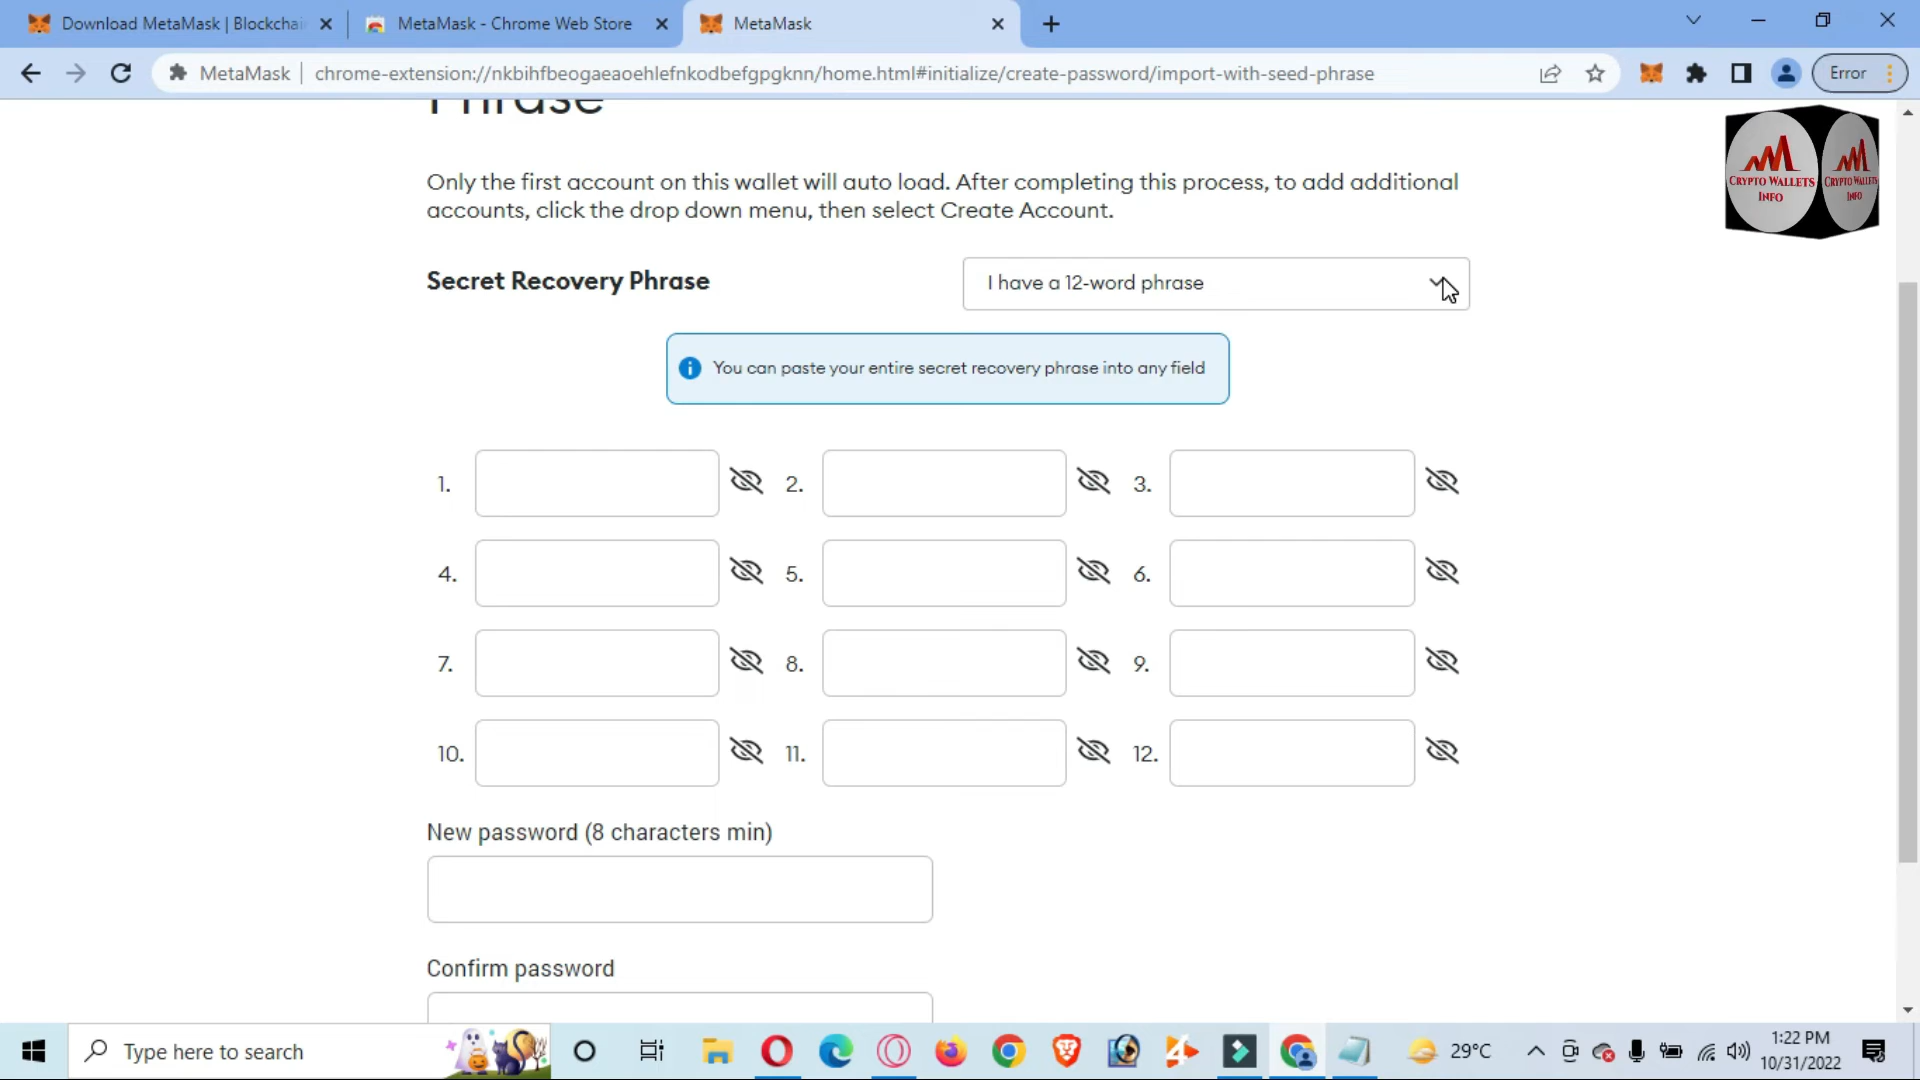 Download MetaMask | Blockchai
MetaMask - Chrome Web Store
MetaMask
MetaMask
chrome-extension://nkbihfbeogaeaoehlefnkodbefgpgknn/home.html#initialize/create-password/import-with-seed-phrase
Error
Phrase
CRYPTO WALLETS
INFO
CRYPTO WALLETS
INFO
Only the first account on this wallet will auto load. After completing this process, to add additional
accounts, click the drop down menu, then select Create Account.
Secret Recovery Phrase
I have a 12-word phrase
You can paste your entire secret recovery phrase into any field
1.
2.
3.
4.
5.
6.
7.
8.
9.
10.
11.
12.
New password (8 characters min)
Confirm password
Type here to search
29°C
1:22 PM
10/31/2022